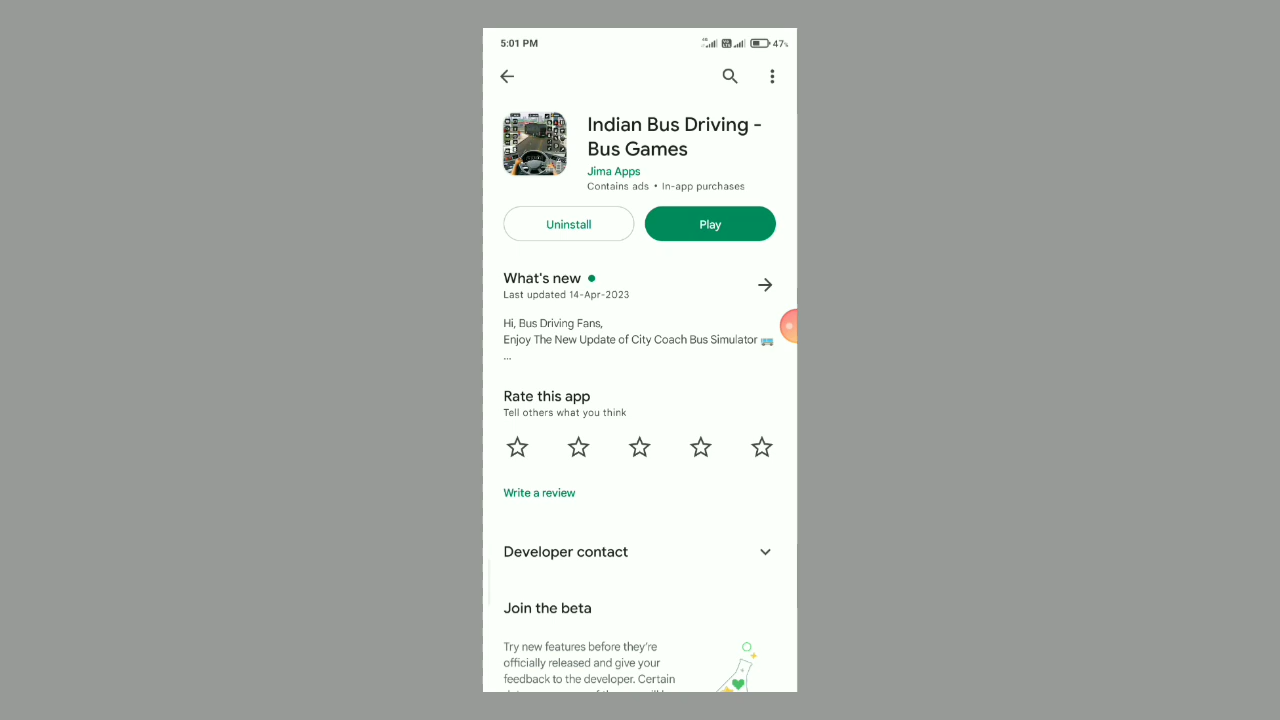 5:01 PM
47%
Indian Bus Driving -
Bus Games
Jima Apps
Contains ads • In-app purchases
Uninstall
Play
What's new
Last updated 14-Apr-2023
Hi, Bus Driving Fans,
Enjoy The New Update of City Coach Bus Simulator 🚌
...
Rate this app
Tell others what you think
Write a review
Developer contact
Join the beta
Try new features before they're
officially released and give your
feedback to the developer. Certain